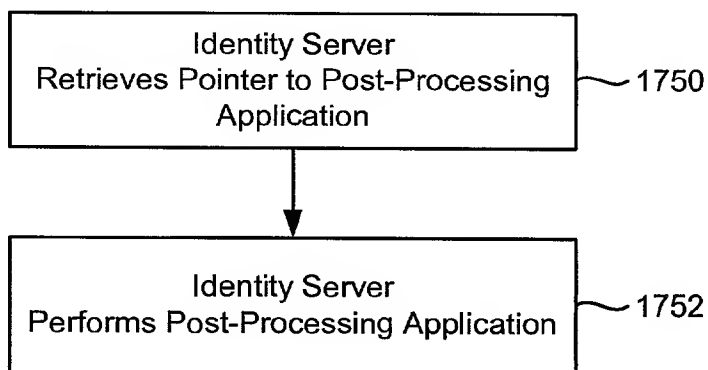 Identity Server
Retrieves Pointer to Post-Processing
Application
1750
Identity Server
Performs Post-Processing Application
1752